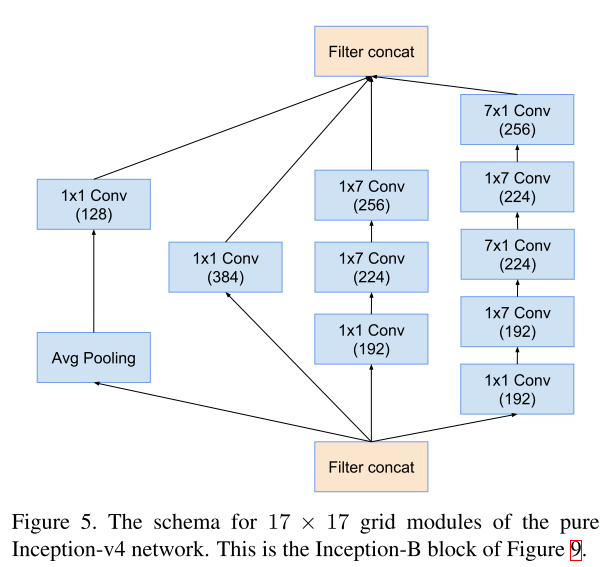 Filter concat
7x1 Conv
(256)
1x1 Conv
(128)
1x7 Conv
(256)
1x7 Conv
(224)
1x1 Conv
(384)
1x7 Conv
(224)
7x1 Conv
(224)
Avg Pooling
1x1 Conv
(192)
1x7 Conv
(192)
1x1 Conv
(192)
Filter concat
Figure 5. The schema for 17 × 17 grid modules of the pure
Inception-v4 network. This is the Inception-B block of Figure 9.